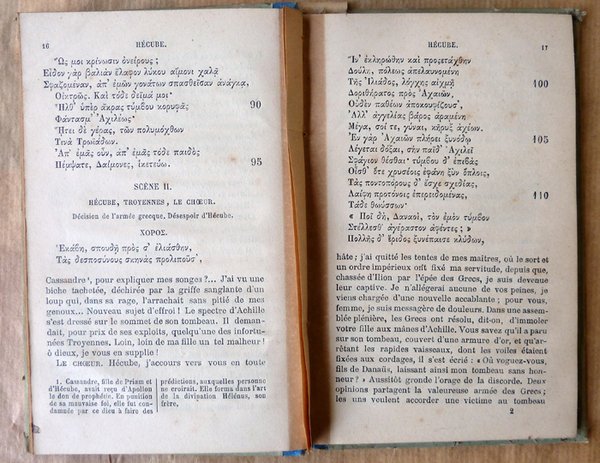 16 HÉCUBE.
Ὥς μοι κρίνωσιν ὀνείρους ;
Εἶδον γὰρ βαλιὰν ἔλαφον λύκου αἵμονι χαλᾷ
Σφαζομέναν, ἀπ' ἐμῶν γονάτων σπασθεῖσαν ἀνάγκᾳ,
Οἰκτρῶς. Καὶ τόδε δεῖμά μοι·
Ἦλθ' ὑπὲρ ἄκρας τύμβου κορυφᾶς 90
Φάντασμ' Ἀχιλέως·
Ἤτει δὲ γέρας, τῶν πολυμόχθων
Τινὰ Τρωϊάδων.
Ἀπ' ἐμᾶς οὖν, ἀπ' ἐμᾶς τόδε παιδὸς
Πέμψατε, Δαίμονες, ἱκετεύω. 95
SCÈNE II.
HÉCUBE, TROYENNES, LE CHŒUR.
Décision de l'armée grecque, Désespoir d'Hécube.
ΧΟΡΟΣ.
Ἑκάβη, σπουδῇ πρὸς σ' ἐλιάσθην,
Τὰς δεσποσύνους σκηνὰς προλιποῦσ',
Cassandre¹, pour expliquer mes songes?... J'ai vu une
biche tachetée, déchirée par la griffe sanglante d'un
loup qui, dans sa rage, l'arrachait sans pitié de mes
genoux... Nouveau sujet d'effroi ! Le spectre d'Achille
s'est dressé sur le sommet de son tombeau. Il deman-
dait, pour prix de ses exploits, quelqu'une des infortu-
nées Troyennes. Loin, loin de ma fille un tel malheur !
ô dieux, je vous en supplie !
LE CHŒUR. Hécube, j'accours vers vous en toute
1. Cassandre, fille de Priam et
d'Hécube, avait reçu d'Apollon
le don de prophétie. En position
de sa mauvaise foi, elle fut con-
damnée par ce dieu à faire des
prédictions, auxquelles personne
ne croirait. Elle forma dans l'art
de la divination Hélénus, son
frère.
HÉCUBE. 17
Ἵν' ἐκληρώθην καὶ προσετάχθην
Δούλη, πόλεως ἀπελαυνομένη
Τῆς Ἰλιάδος, λόγχης αἰχμῇ 100
Δοριθήρατος πρὸς Ἀχαιῶν,
Οὐδὲν παθέων ἀποκουφίζουσ',
Ἀλλ' ἀγγελίας βάρος ἀραμένη
Μέγα, σοί τε, γύναι, κῆρυξ ἀχέων.
Ἐν γὰρ Ἀχαιῶν πλήρει ξυνόδῳ 105
Λέγεται δόξαι, σὴν παῖδ' Ἀχιλεῖ
Σφάγιον θέσθαι· τύμβου δ' ἐπιβὰς
Οἶσθ' ὅτε χρυσέοις ἐφάνη ξὺν ὅπλοις,
Τὰς ποντοπόρους δ' ἔσχε σχεδίας,
Λαίφη προτόνοις ἐπερειδομένας, 110
Τάδε θωΰσσων·
« Ποῖ δὴ, Δαναοὶ, τὸν ἐμὸν τύμβον
Στέλλεσθ' ἀγέραστον ἀφέντες ; »
Πολλῆς δ' ἔριδος ξυνέπαισε κλύδων,
hâte; j'ai quitté les tentes de mes maîtres, où le sort et
un ordre impérieux ont fixé ma servitude, depuis que,
chassée d'Ilion par l'épée des Grecs, je suis devenue
leur captive. Je n'allégerai aucune de vos peines, je
viens chargée d'une nouvelle accablante ; pour vous,
femme, je suis messagère de douleurs. Dans une assem-
blée plénière, les Grecs ont résolu, dit-on, d'immoler
votre fille aux mânes d'Achille. Vous savez qu'il a paru
sur son tombeau, couvert d'une armure d'or, et qu'ar-
rêtant les rapides vaisseaux, dont les voiles étaient
fixées aux cordages, il s'est écrié : « Où voguez-vous,
fils de Danaüs, laissant ainsi mon tombeau sans hon-
neur ? » Aussitôt gronde l'orage de la discorde. Deux
opinions partagent la valeureuse armée des Grecs ;
les uns veulent accorder une victime au tombeau
2